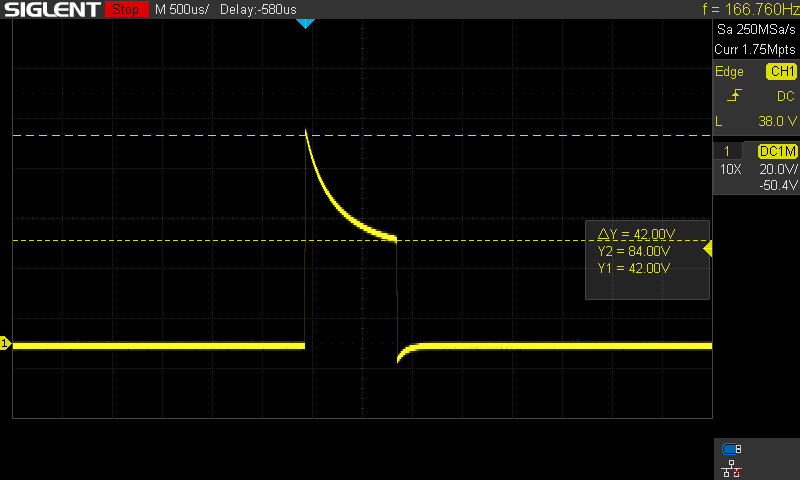 SIGLENT Stop M 500us/ Delay:-580us f = 166.760Hz
Sa 250MSa/s
Curr 1.75Mpts
Edge CH1
DC
L 38.0 V
1 DC1M
10X 20.0V/
-50.4V
ΔY = 42.00V
Y2 = 84.00V
Y1 = 42.00V
1